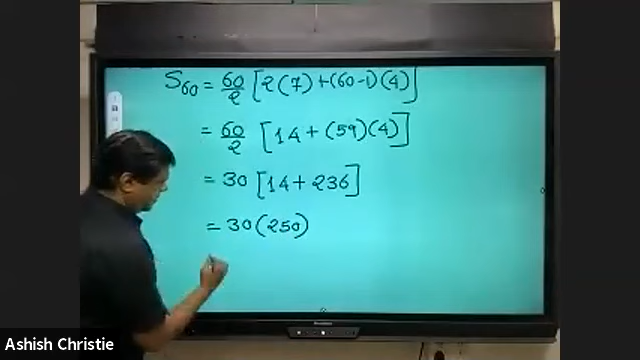 S₆₀ = 60/2 [2(7) + (60-1)(4)]
= 60/2 [14 + (59)(4)]
= 30 [14 + 236]
= 30 (250)
Ashish Christie